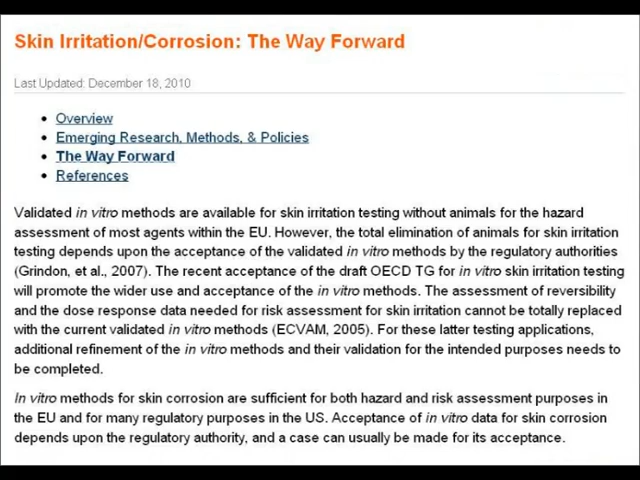 Skin Irritation/Corrosion: The Way Forward
Last Updated: December 18, 2010
• Overview
• Emerging Research, Methods, & Policies
• The Way Forward
• References
Validated in vitro methods are available for skin irritation testing without animals for the hazard
assessment of most agents within the EU. However, the total elimination of animals for skin irritation
testing depends upon the acceptance of the validated in vitro methods by the regulatory authorities
(Grindon, et al., 2007). The recent acceptance of the draft OECD TG for in vitro skin irritation testing
will promote the wider use and acceptance of the in vitro methods. The assessment of reversibility
and the dose response data needed for risk assessment for skin irritation cannot be totally replaced
with the current validated in vitro methods (ECVAM, 2005). For these latter testing applications,
additional refinement of the in vitro methods and their validation for the intended purposes needs to
be completed.
In vitro methods for skin corrosion are sufficient for both hazard and risk assessment purposes in
the EU and for many regulatory purposes in the US. Acceptance of in vitro data for skin corrosion
depends upon the regulatory authority, and a case can usually be made for its acceptance.